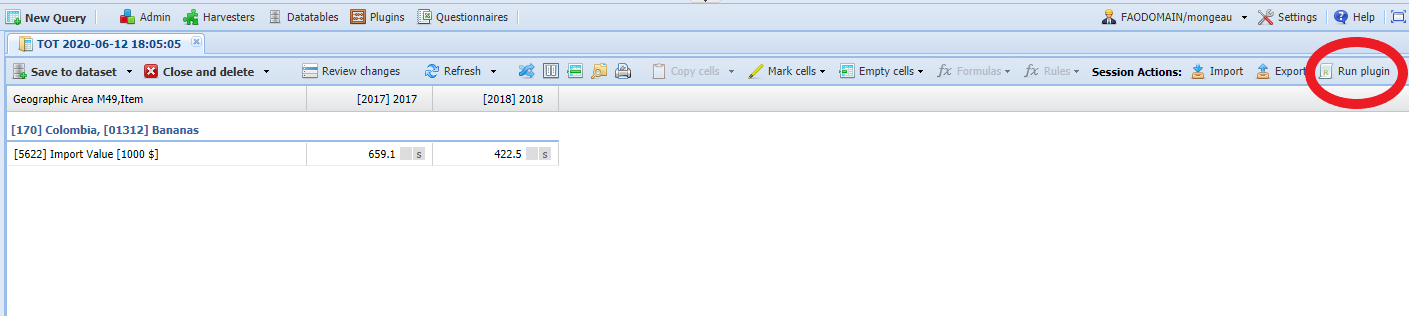 New Query Admin Harvesters Datatables Plugins Questionnaires FAODOMAIN/mongeau Settings Help
TOT 2020-06-12 18:05:05
Save to dataset Close and delete Review changes Refresh Copy cells Mark cells Empty cells fx Formulas fx Rules Session Actions: Import Export R Run plugin
Geographic Area M49,Item [2017] 2017 [2018] 2018
[170] Colombia, [01312] Bananas
[5622] Import Value [1000 $] 659.1 s 422.5 s